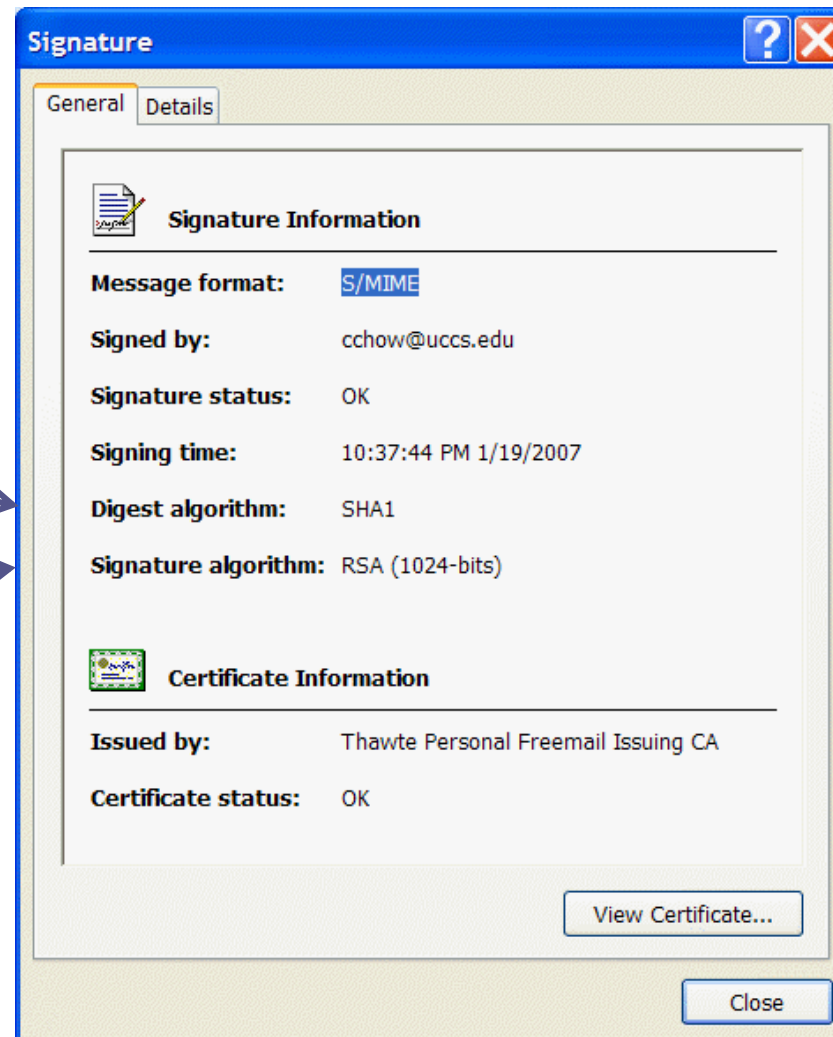 Signature
General Details
Signature Information
Message format: S/MIME
Signed by: cchow@uccs.edu
Signature status: OK
Signing time: 10:37:44 PM 1/19/2007
Digest algorithm: SHA1
Signature algorithm: RSA (1024-bits)
Certificate Information
Issued by: Thawte Personal Freemail Issuing CA
Certificate status: OK
View Certificate...
Close